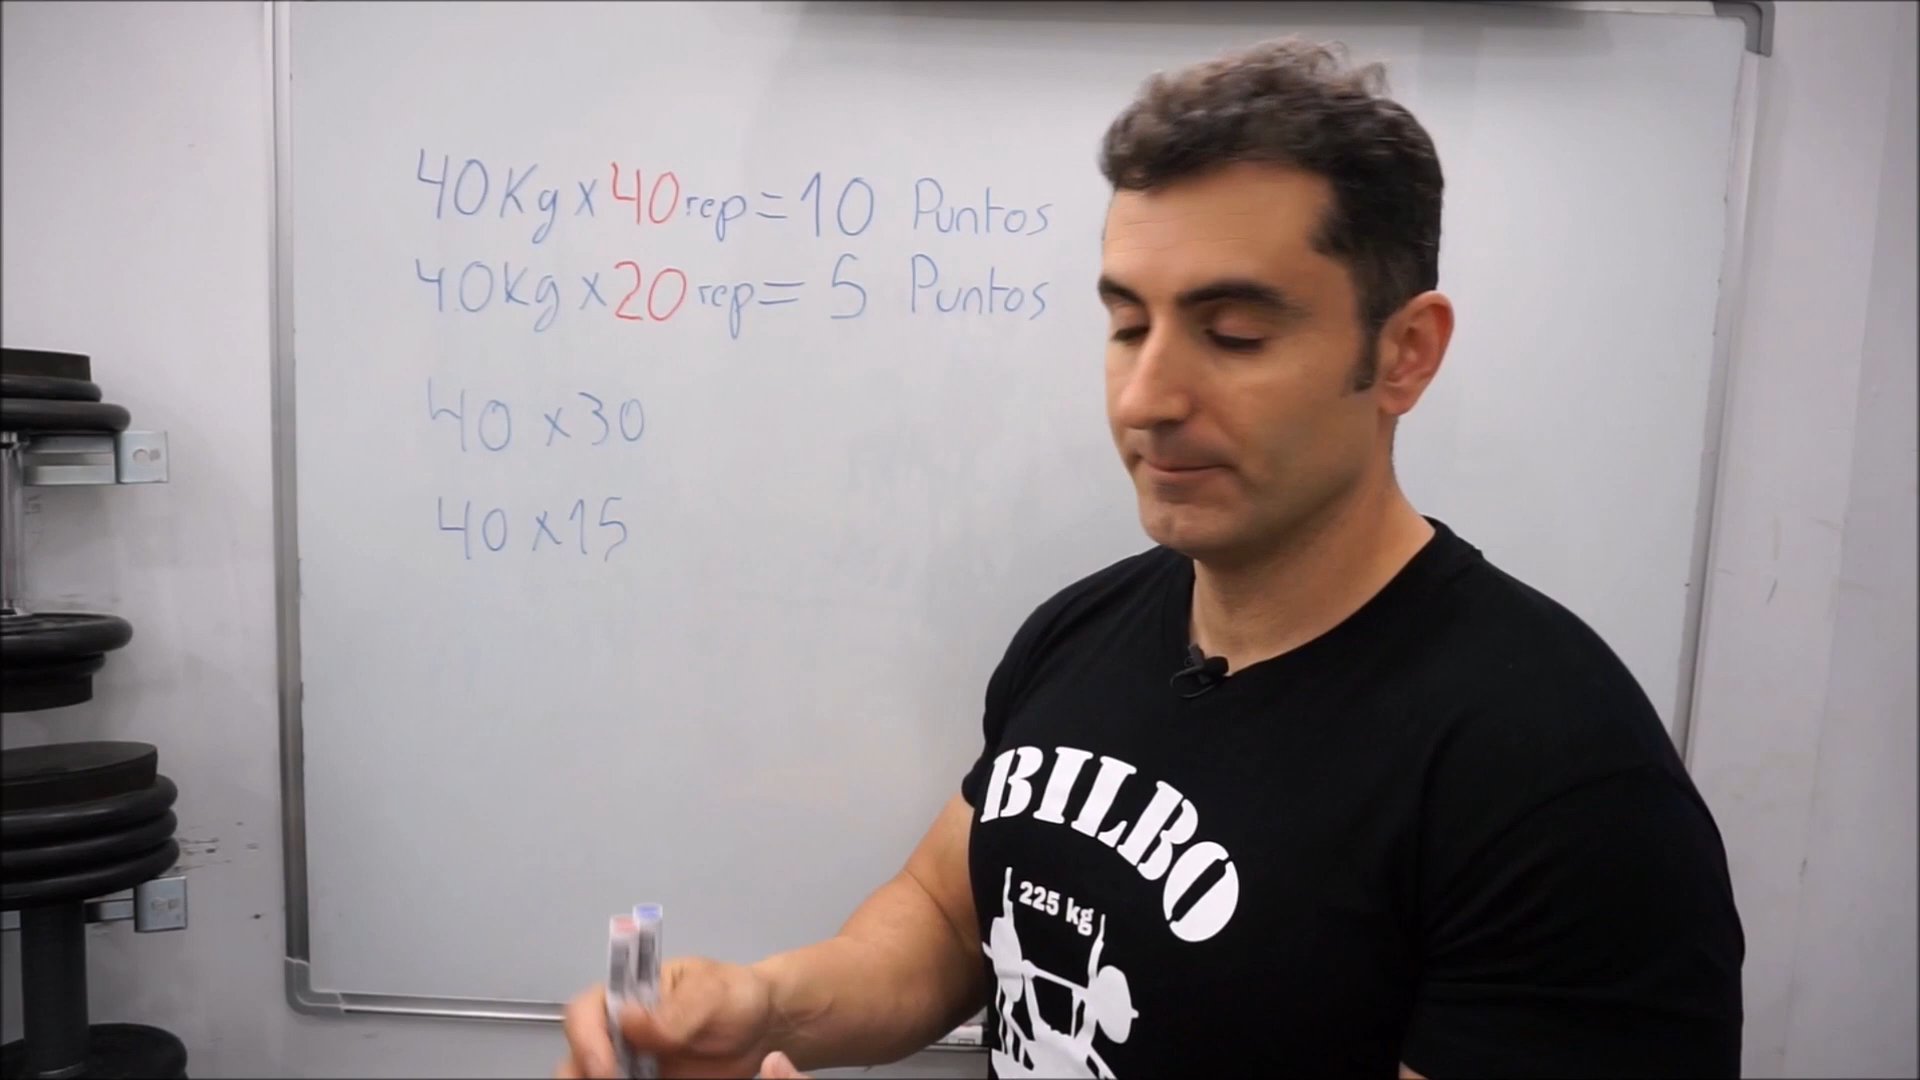 40Kg x 40 rep = 10 Puntos
40Kg x 20 rep = 5 Puntos
40 x 30
40 x 15
BILBO
225 kg